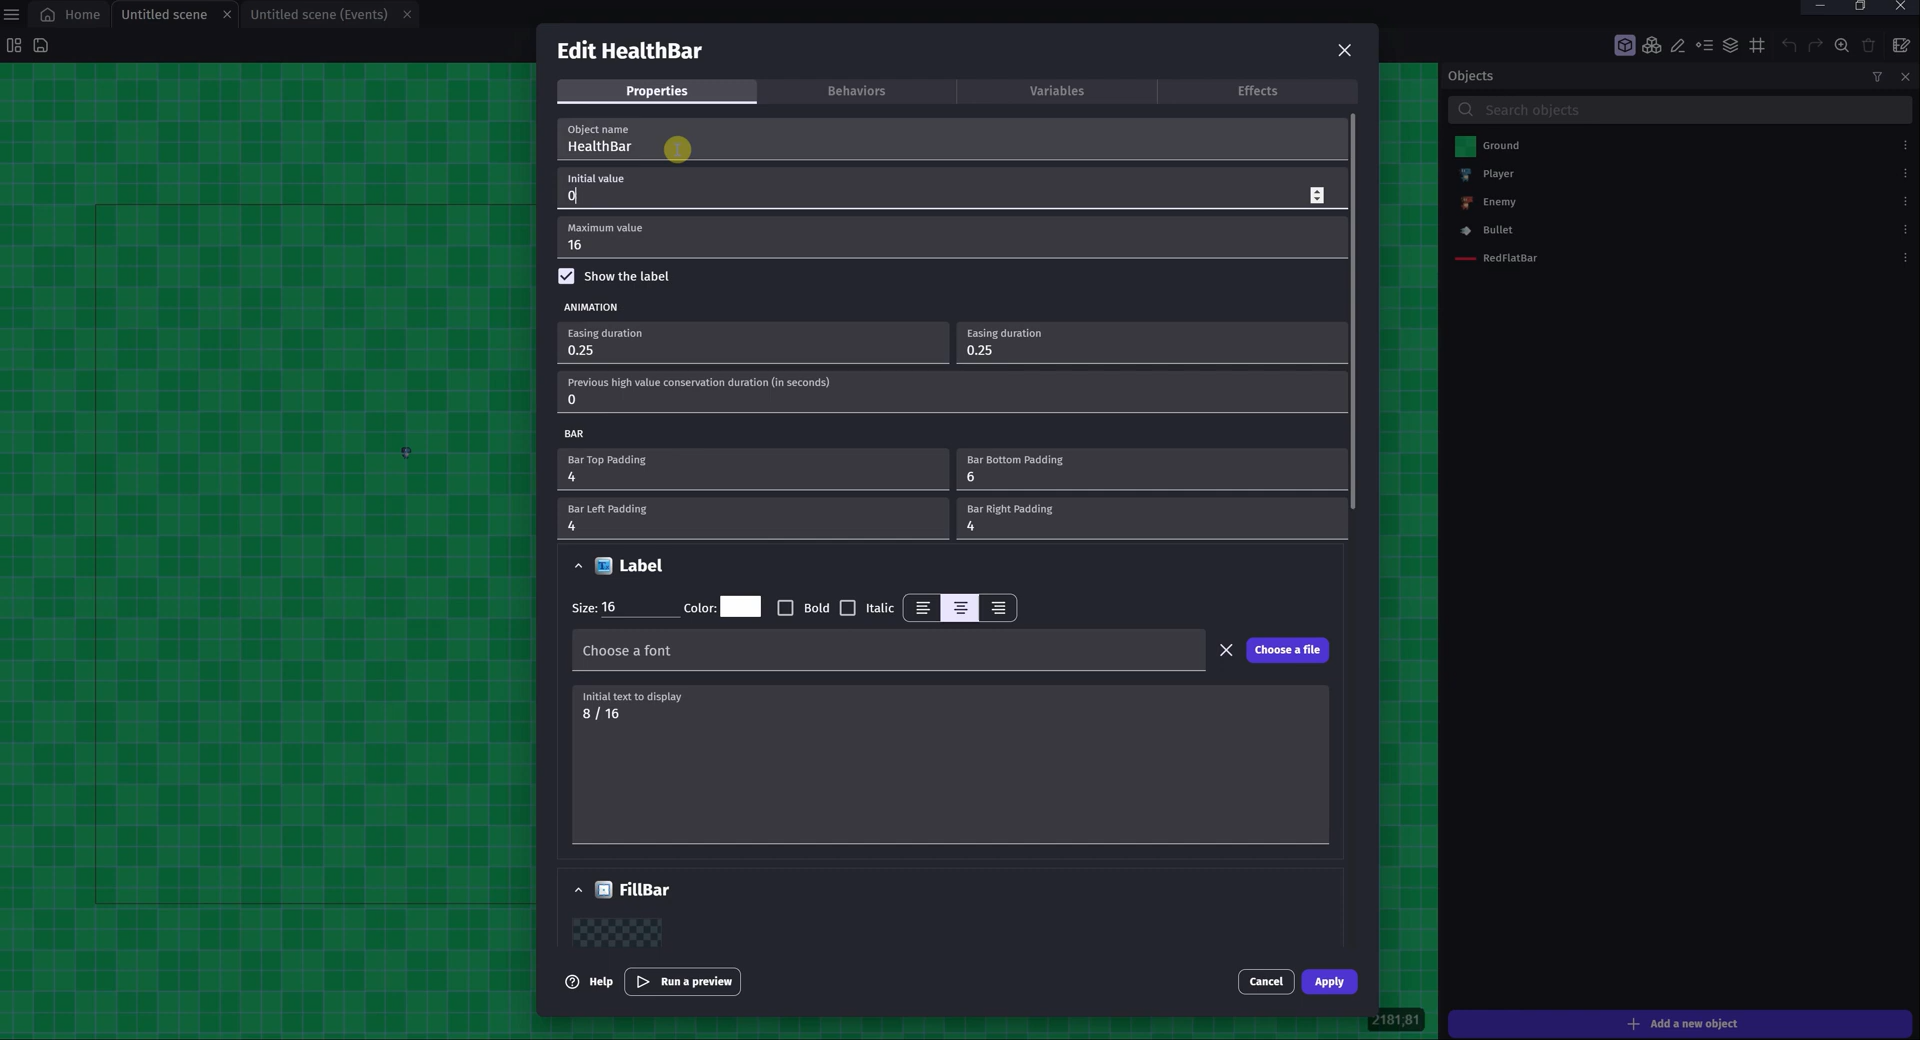 Home
Untitled scene
Untitled scene (Events)
Edit HealthBar
Properties
Behaviors
Variables
Effects
Object name
HealthBar
Initial value
0
Maximum value
16
Show the label
ANIMATION
Easing duration
0.25
Easing duration
0.25
Previous high value conservation duration (in seconds)
0
BAR
Bar Top Padding
4
Bar Bottom Padding
6
Bar Left Padding
4
Bar Right Padding
4
Label
Size: 16
Color:
Bold
Italic
Choose a font
Choose a file
Initial text to display
8 / 16
FillBar
Help
Run a preview
Cancel
Apply
2181;81
Objects
Search objects
Ground
Player
Enemy
Bullet
RedFlatBar
Add a new object